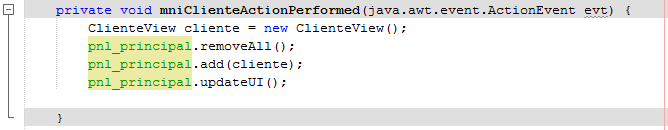 private void mniClienteActionPerformed(java.awt.event.ActionEvent evt) {
ClienteView cliente = new ClienteView();
pnl_principal.removeAll();
pnl_principal.add(cliente);
pnl_principal.updateUI();
}